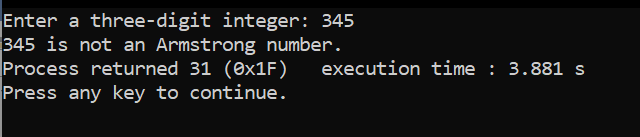 Enter a three-digit integer: 345
345 is not an Armstrong number.
Process returned 31 (0x1F)   execution time : 3.881 s
Press any key to continue.